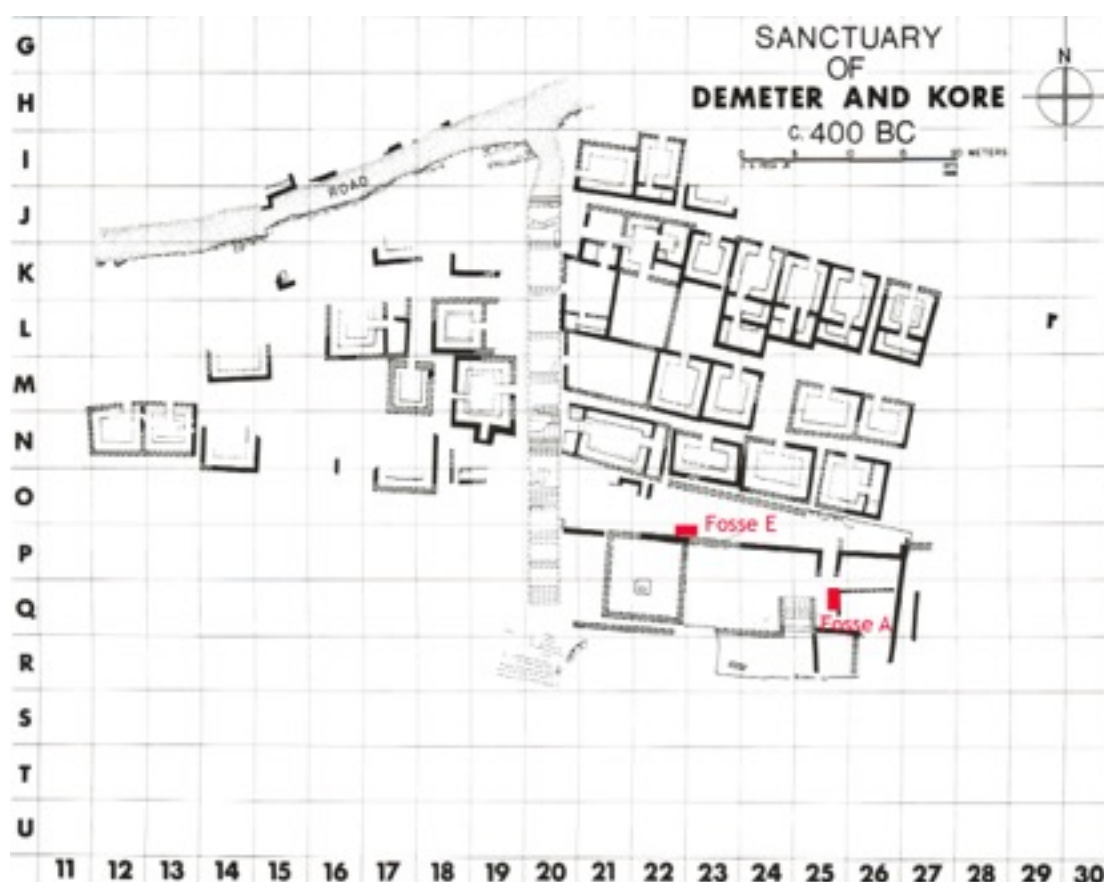 SANCTUARY
OF
DEMETER AND KORE
C. 400 BC
METERS
N
G
H
I
J
K
L
M
N
O
P
Q
R
S
T
U
ROAD
Fosse E
Fosse A
11 12 13 14 15 16 17 18 19 20 21 22 23 24 25 26 27 28 29 30